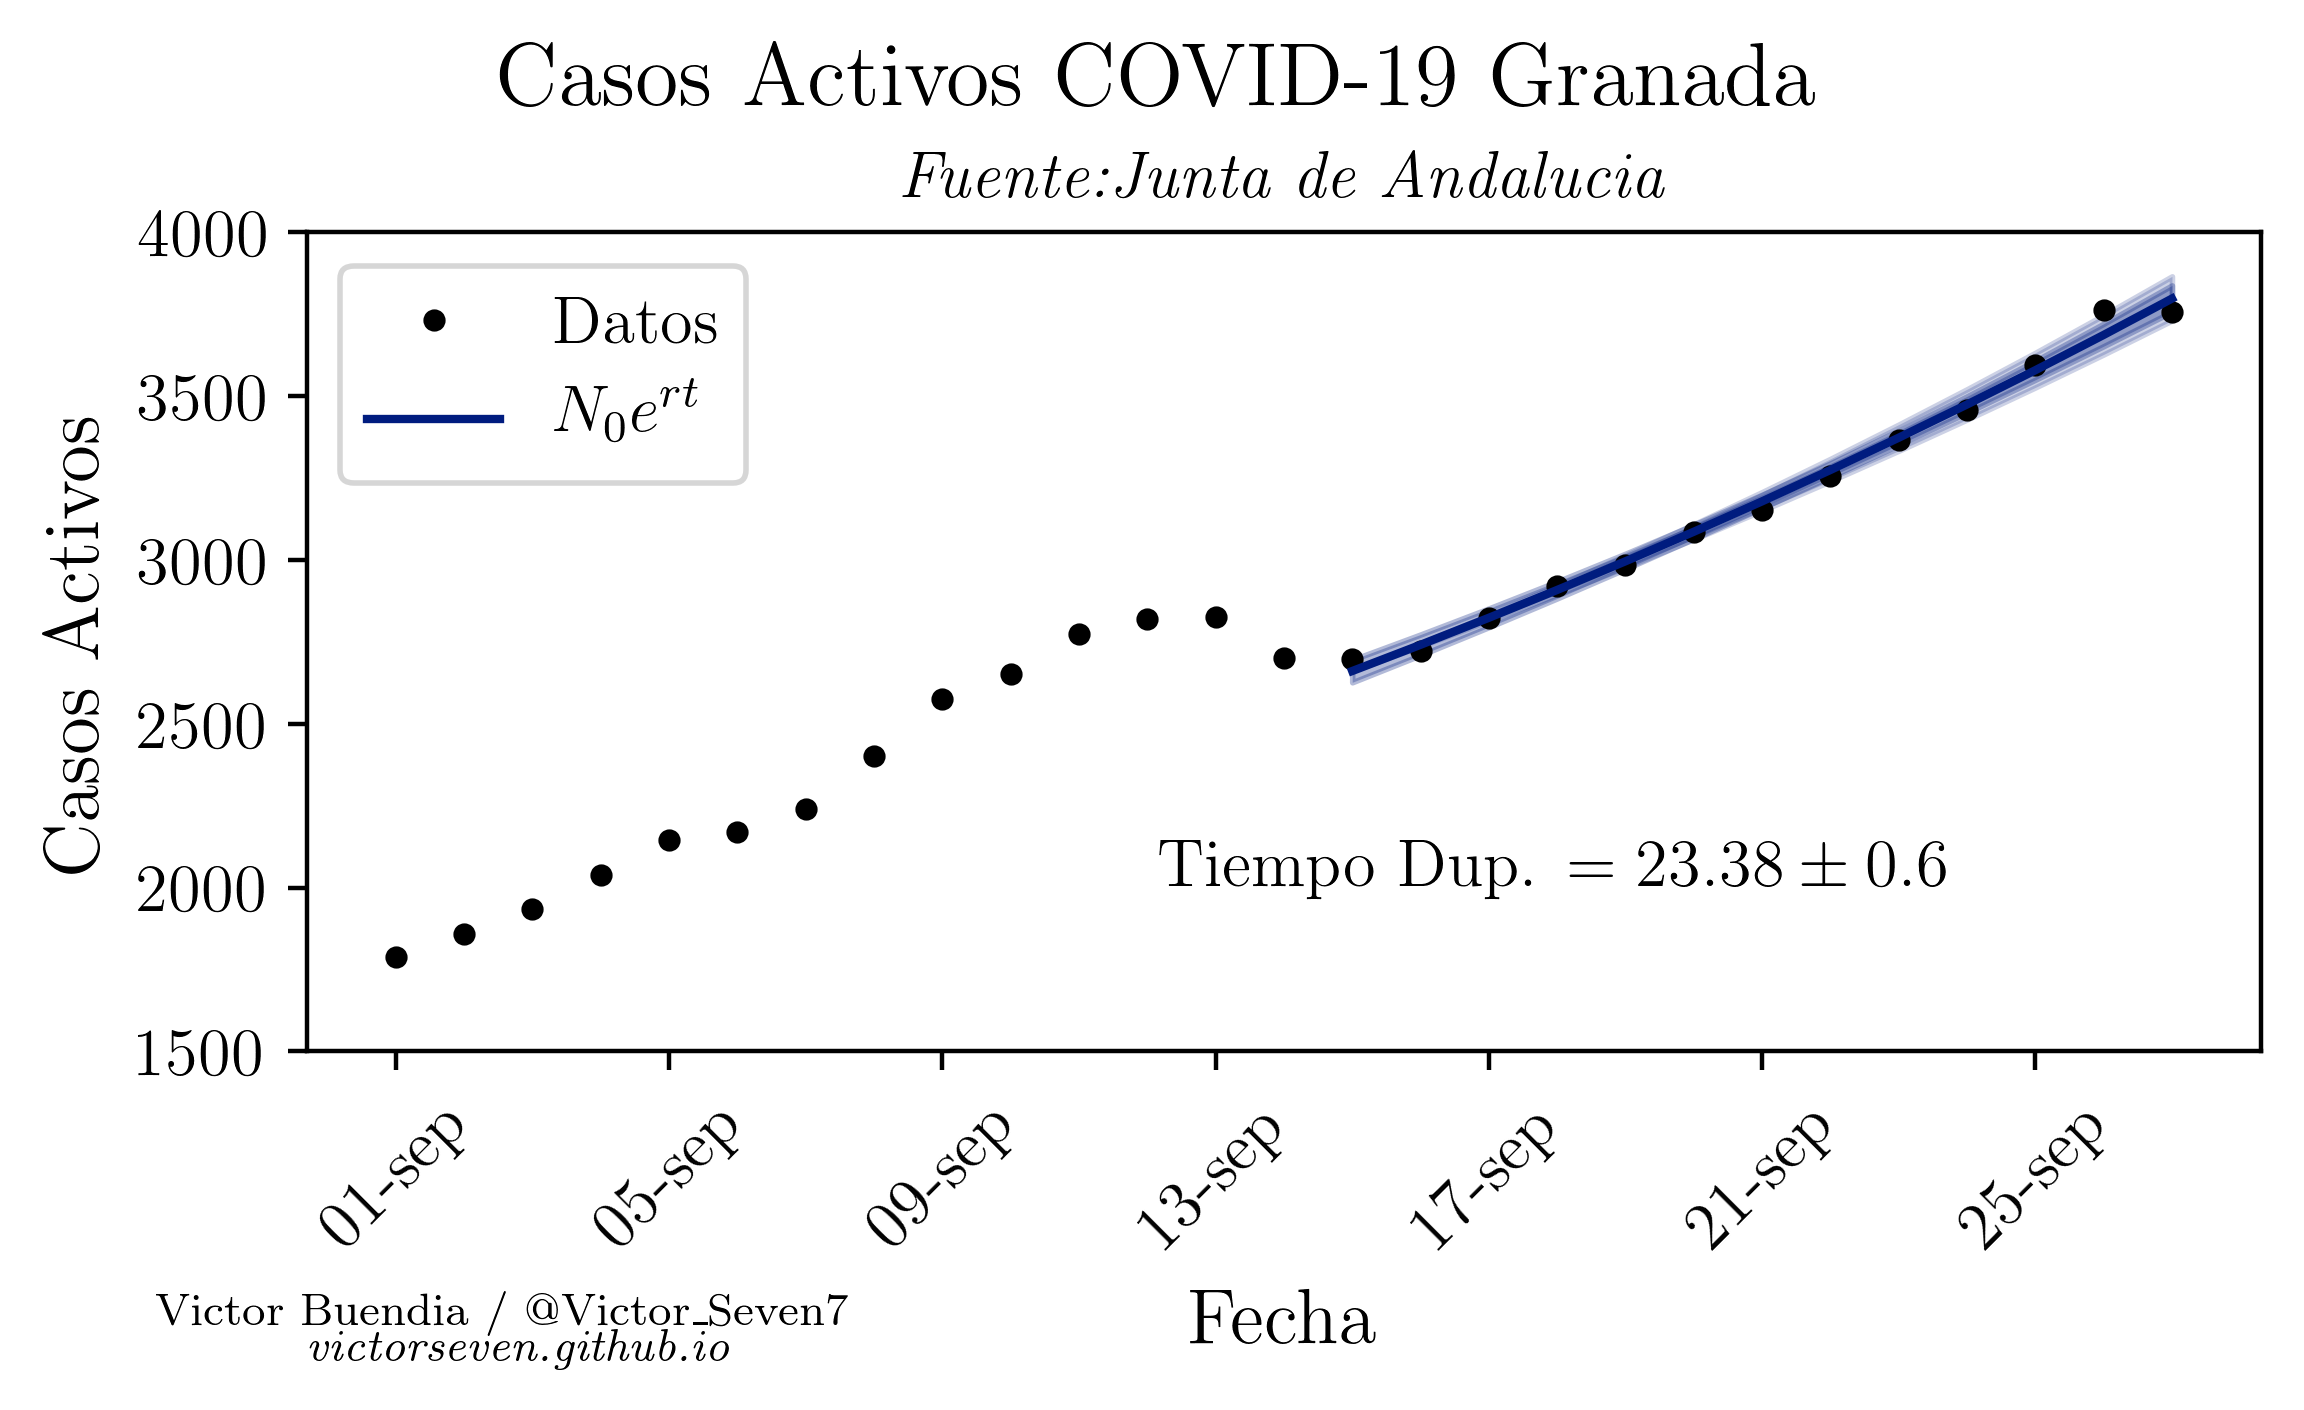 Casos Activos COVID-19 Granada
Fuente:Junta de Andalucia
4000
3500
3000
2500
2000
1500
Casos Activos
Datos
N₀eʳᵗ
Tiempo Dup. = 23.38 ± 0.6
01-sep
05-sep
09-sep
13-sep
17-sep
21-sep
25-sep
Fecha
Victor Buendia / @Victor_Seven7
victorseven.github.io